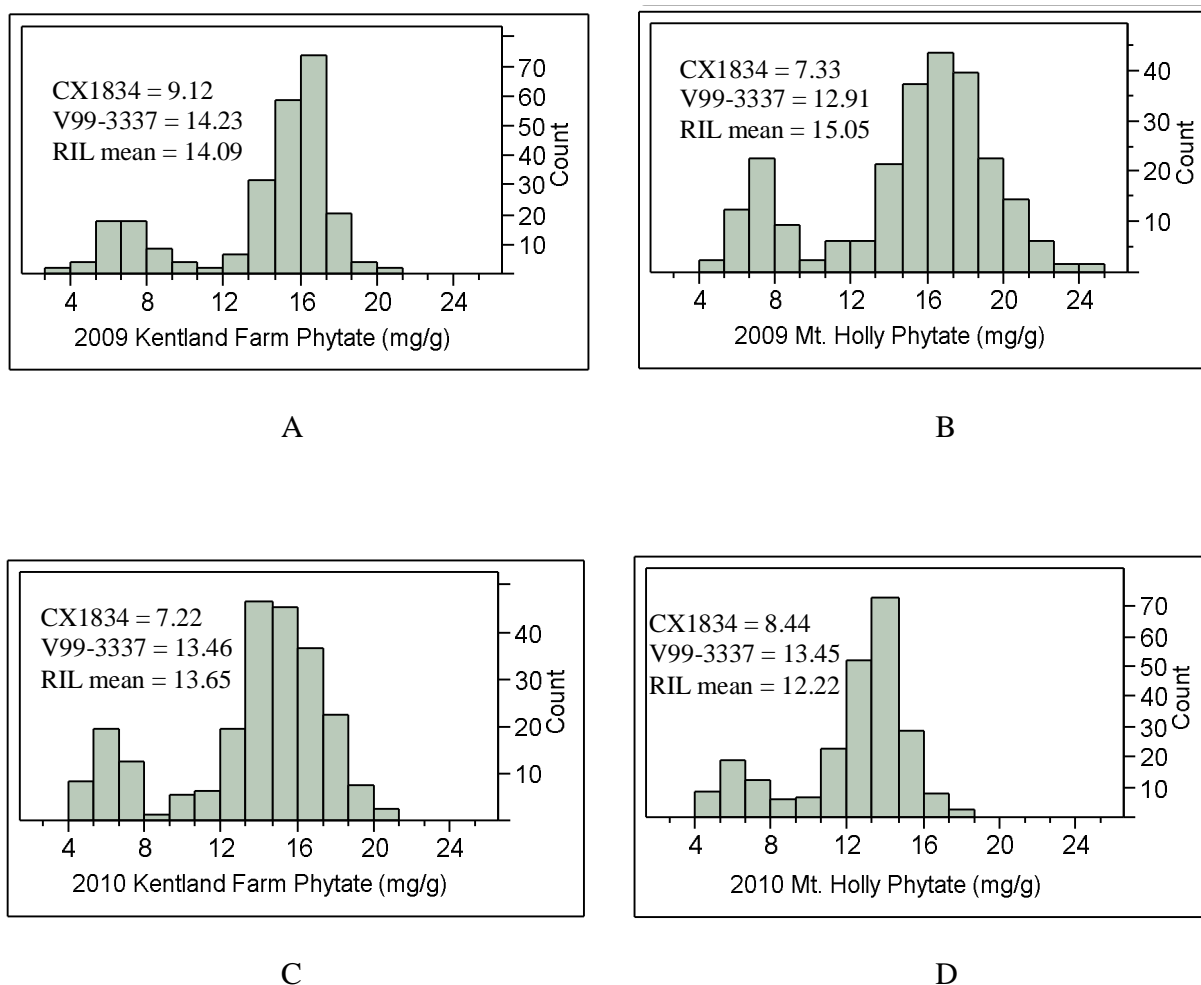 CX1834 = 9.12
V99-3337 = 14.23
RIL mean = 14.09
70
60
50
40
30
20
10
Count
4 8 12 16 20 24
2009 Kentland Farm Phytate (mg/g)
A
CX1834 = 7.33
V99-3337 = 12.91
RIL mean = 15.05
40
30
20
10
Count
4 8 12 16 20 24
2009 Mt. Holly Phytate (mg/g)
B
CX1834 = 7.22
V99-3337 = 13.46
RIL mean = 13.65
40
30
20
10
Count
4 8 12 16 20 24
2010 Kentland Farm Phytate (mg/g)
C
CX1834 = 8.44
V99-3337 = 13.45
RIL mean = 12.22
70
60
50
40
30
20
10
Count
4 8 12 16 20 24
2010 Mt. Holly Phytate (mg/g)
D